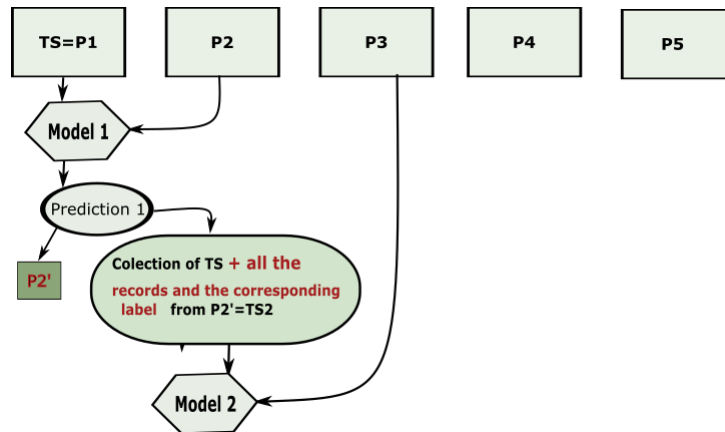 TS=P1
P2
P3
P4
P5
Model 1
Prediction 1
P2'
Colection of TS + all the
records and the corresponding
label from P2'=TS2
Model 2